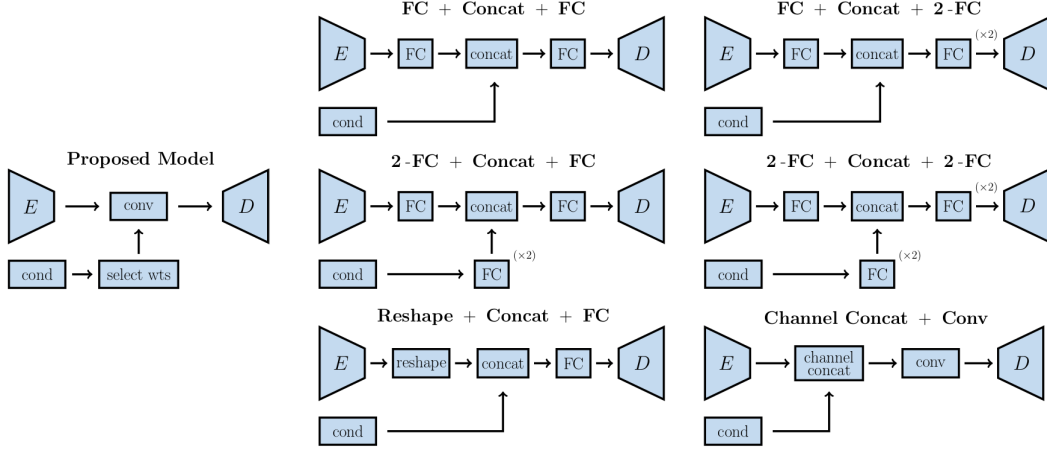 Proposed Model
E
conv
D
cond
select wts
FC + Concat + FC
E
FC
concat
FC
D
cond
FC + Concat + 2-FC
E
FC
concat
FC
(×2)
D
cond
2-FC + Concat + FC
E
FC
concat
FC
D
cond
FC
(×2)
2-FC + Concat + 2-FC
E
FC
concat
FC
(×2)
D
cond
FC
(×2)
Reshape + Concat + FC
E
reshape
concat
FC
D
cond
Channel Concat + Conv
E
channel
concat
conv
D
cond